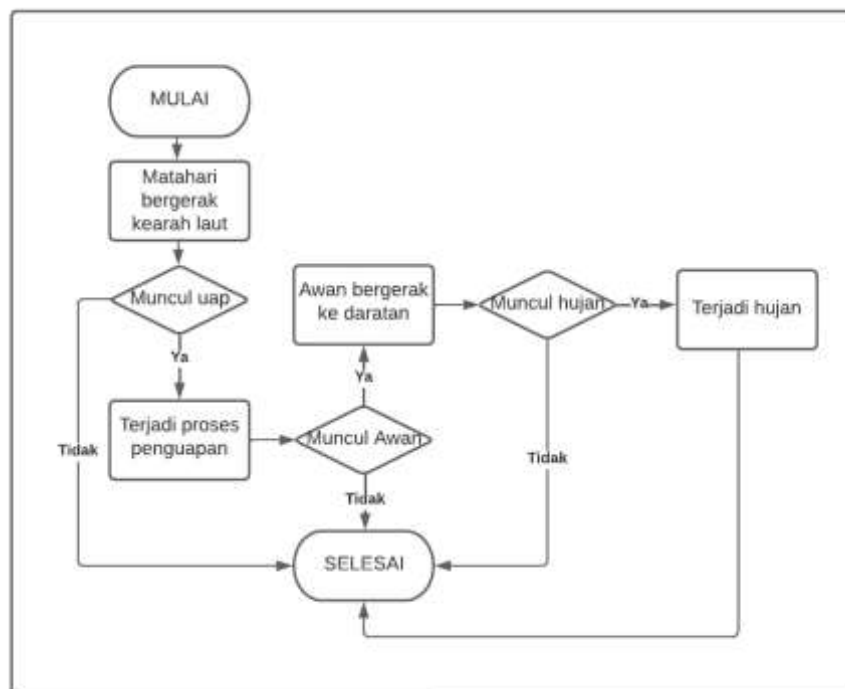 MULAI
Matahari
bergerak
kearah laut
Muncul uap
Ya
Tidak
Terjadi proses
penguapan
Muncul Awan
Ya
Tidak
Awan bergerak
ke daratan
Muncul hujan
Ya
Tidak
Terjadi hujan
SELESAI